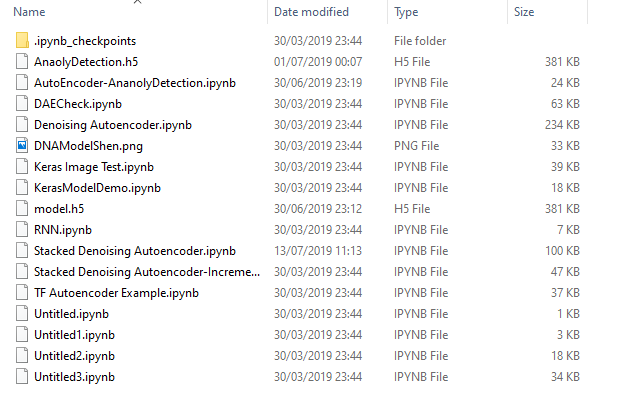 Name Date modified Type Size
.ipynb_checkpoints 30/03/2019 23:44 File folder
AnaolyDetection.h5 01/07/2019 00:07 H5 File 381 KB
AutoEncoder-AnanolyDetection.ipynb 30/06/2019 23:19 IPYNB File 24 KB
DAECheck.ipynb 30/03/2019 23:44 IPYNB File 63 KB
Denoising Autoencoder.ipynb 30/03/2019 23:44 IPYNB File 234 KB
DNAModelShen.png 30/03/2019 23:44 PNG File 33 KB
Keras Image Test.ipynb 30/03/2019 23:44 IPYNB File 39 KB
KerasModelDemo.ipynb 30/03/2019 23:44 IPYNB File 18 KB
model.h5 30/06/2019 23:12 H5 File 381 KB
RNN.ipynb 30/03/2019 23:44 IPYNB File 7 KB
Stacked Denoising Autoencoder.ipynb 13/07/2019 11:13 IPYNB File 100 KB
Stacked Denoising Autoencoder-Increme... 30/03/2019 23:44 IPYNB File 47 KB
TF Autoencoder Example.ipynb 30/03/2019 23:44 IPYNB File 37 KB
Untitled.ipynb 30/03/2019 23:44 IPYNB File 1 KB
Untitled1.ipynb 30/03/2019 23:44 IPYNB File 3 KB
Untitled2.ipynb 30/03/2019 23:44 IPYNB File 18 KB
Untitled3.ipynb 30/03/2019 23:44 IPYNB File 34 KB